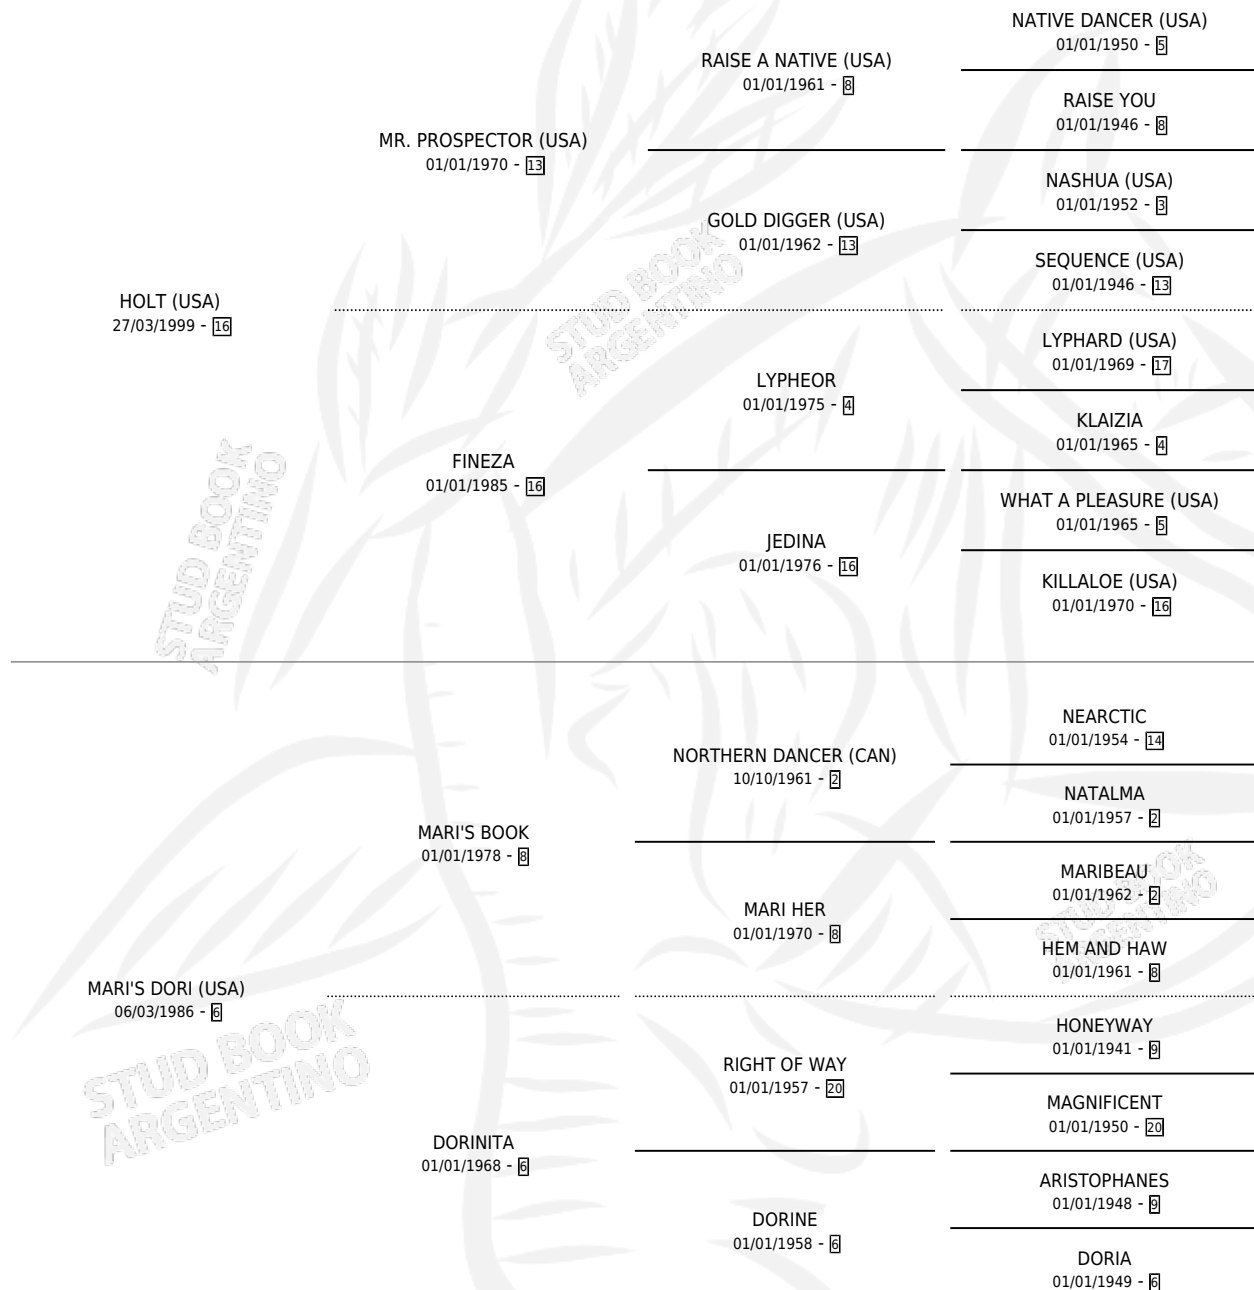 NATIVE DANCER (USA)
01/01/1950 - 5
RAISE A NATIVE (USA)
01/01/1961 - 8
RAISE YOU
01/01/1946 - 8
MR. PROSPECTOR (USA)
01/01/1970 - 13
NASHUA (USA)
01/01/1952 - 3
GOLD DIGGER (USA)
01/01/1962 - 13
SEQUENCE (USA)
01/01/1946 - 13
HOLT (USA)
27/03/1999 - 16
LYPHARD (USA)
01/01/1969 - 17
LYPHEOR
01/01/1975 - 4
KLAIZIA
01/01/1965 - 4
FINEZA
01/01/1985 - 16
WHAT A PLEASURE (USA)
01/01/1965 - 5
JEDINA
01/01/1976 - 16
KILLALOE (USA)
01/01/1970 - 16
NEARCTIC
01/01/1954 - 14
NORTHERN DANCER (CAN)
10/10/1961 - 2
NATALMA
01/01/1957 - 2
MARI'S BOOK
01/01/1978 - 8
MARIBEAU
01/01/1962 - 2
MARI HER
01/01/1970 - 8
HEM AND HAW
01/01/1961 - 8
MARI'S DORI (USA)
06/03/1986 - 6
HONEYWAY
01/01/1941 - 9
RIGHT OF WAY
01/01/1957 - 20
MAGNIFICENT
01/01/1950 - 20
DORINITA
01/01/1968 - 6
ARISTOPHANES
01/01/1948 - 9
DORINE
01/01/1958 - 6
DORIA
01/01/1949 - 6
STUD BOOK
ARGENTINO
STUD BOOK
ARGENTINO
STUD BOOK
ARGENTINO
STUD BOOK
ARGENTINO